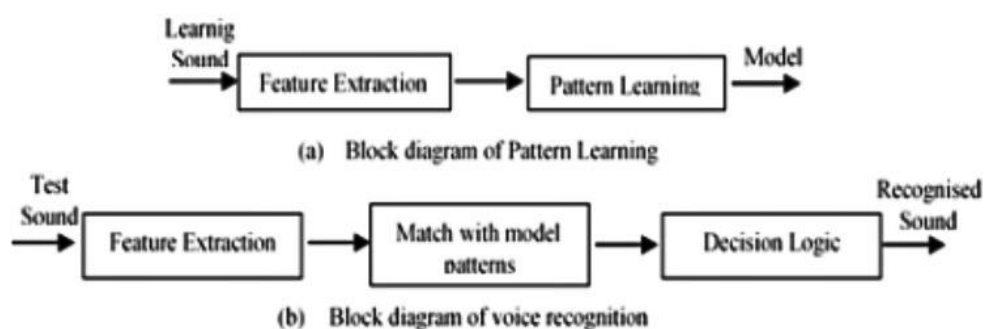 Learnig
Sound
Feature Extraction
Pattern Learning
Model
(a) Block diagram of Pattern Learning
Test
Sound
Feature Extraction
Match with model
patterns
Decision Logic
Recognised
Sound
(b) Block diagram of voice recognition